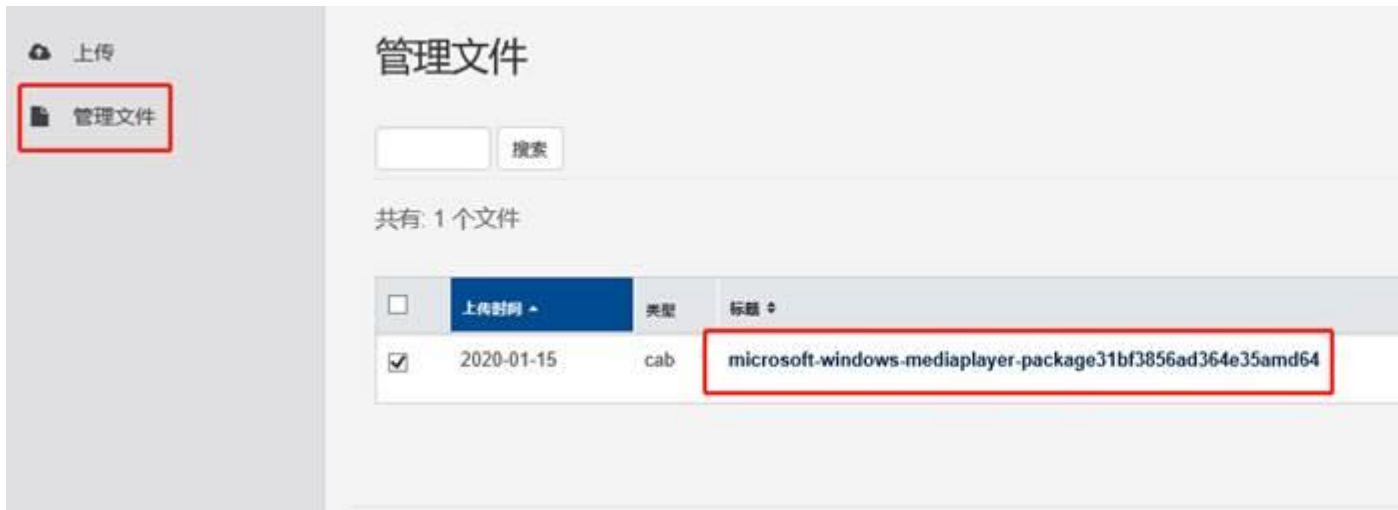 上传
管理文件
管理文件
搜索
共有: 1 个文件
上传时间 类型 标题
2020-01-15 cab microsoft-windows-mediaplayer-package31bf3856ad364e35amd64